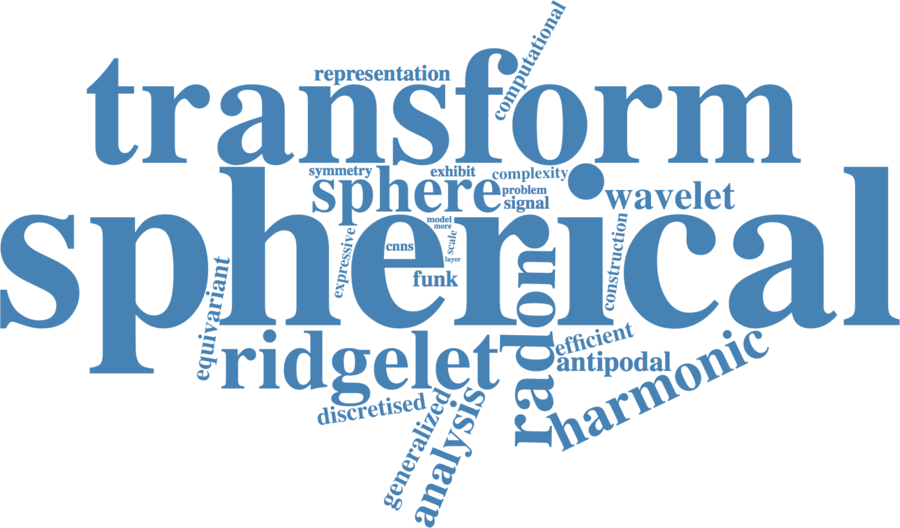 computational
representation
transform
symmetry
exhibit
complexity
sphere
problem
signal
wavelet
spherical
model
more
cnns
scale
layer
expressive
funk
construction
equivariant
ridgelet
radon
efficient
antipodal
harmonic
discretised
generalized
analysis